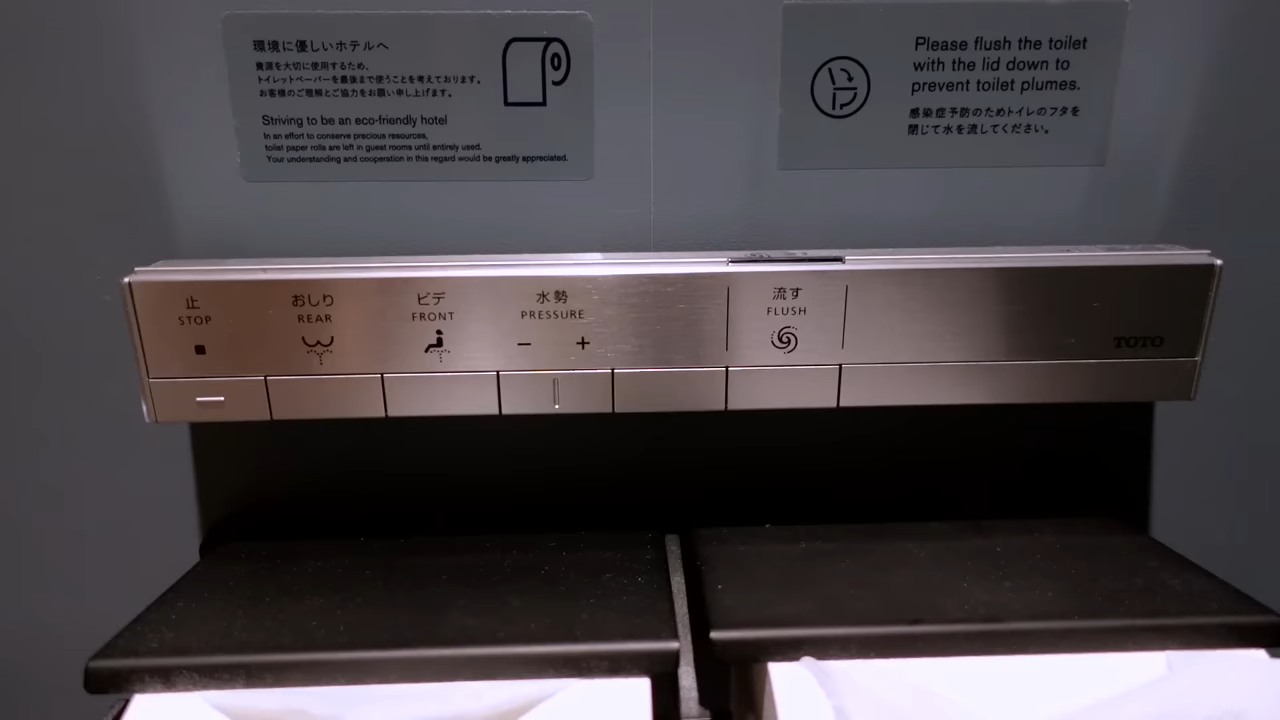 環境に優しいホテルへ
資源を大切に使用するため、
トイレットペーパーを最後まで使うことを考えております。
お客様のご理解とご協力をお願い申し上げます。
Striving to be an eco-friendly hotel
In an effort to conserve precious resources,
toilet paper rolls are left in guest rooms until entirely used.
Your understanding and cooperation in this regard would be greatly appreciated.
Please flush the toilet
with the lid down to
prevent toilet plumes.
感染症予防のためトイレのフタを
閉じて水を流してください。
止
STOP
おしり
REAR
ビデ
FRONT
水勢
PRESSURE
− +
流す
FLUSH
TOTO